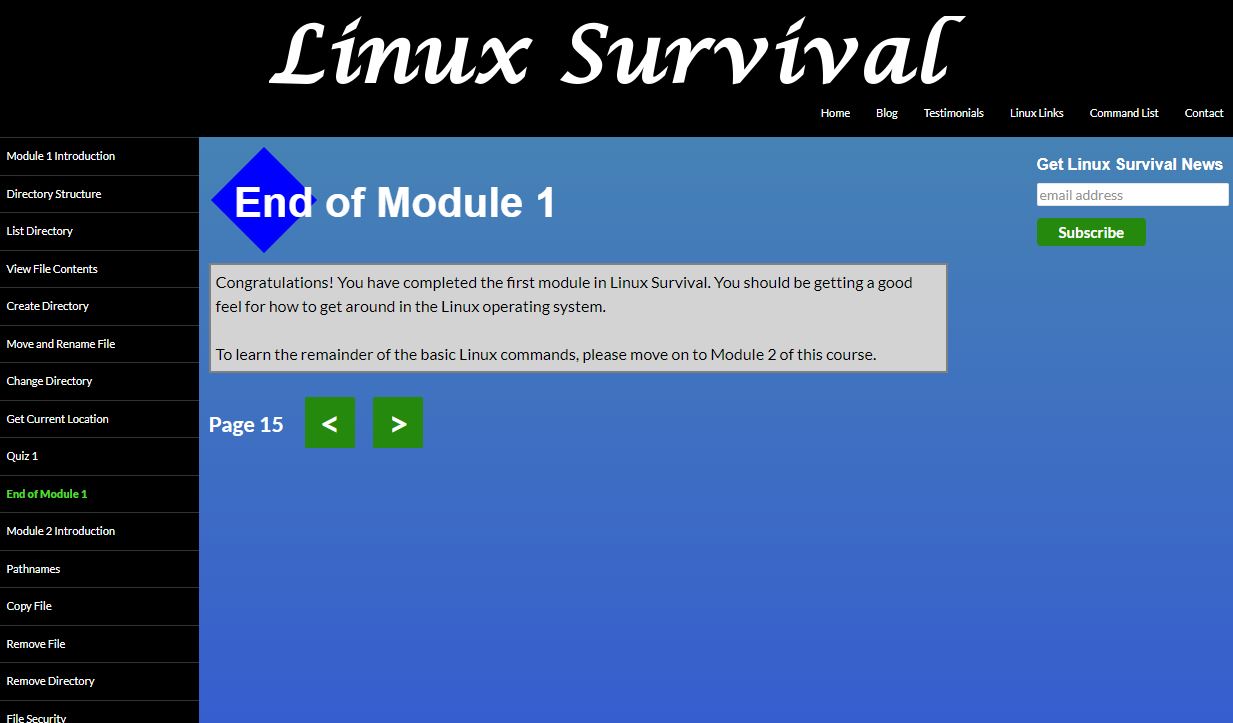 Linux Survival
Home Blog Testimonials Linux Links Command List Contact
Module 1 Introduction
Directory Structure
List Directory
View File Contents
Create Directory
Move and Rename File
Change Directory
Get Current Location
Quiz 1
End of Module 1
Module 2 Introduction
Pathnames
Copy File
Remove File
Remove Directory
File Security
End of Module 1
Congratulations! You have completed the first module in Linux Survival. You should be getting a good
feel for how to get around in the Linux operating system.
To learn the remainder of the basic Linux commands, please move on to Module 2 of this course.
Page 15 < >
Get Linux Survival News
email address
Subscribe